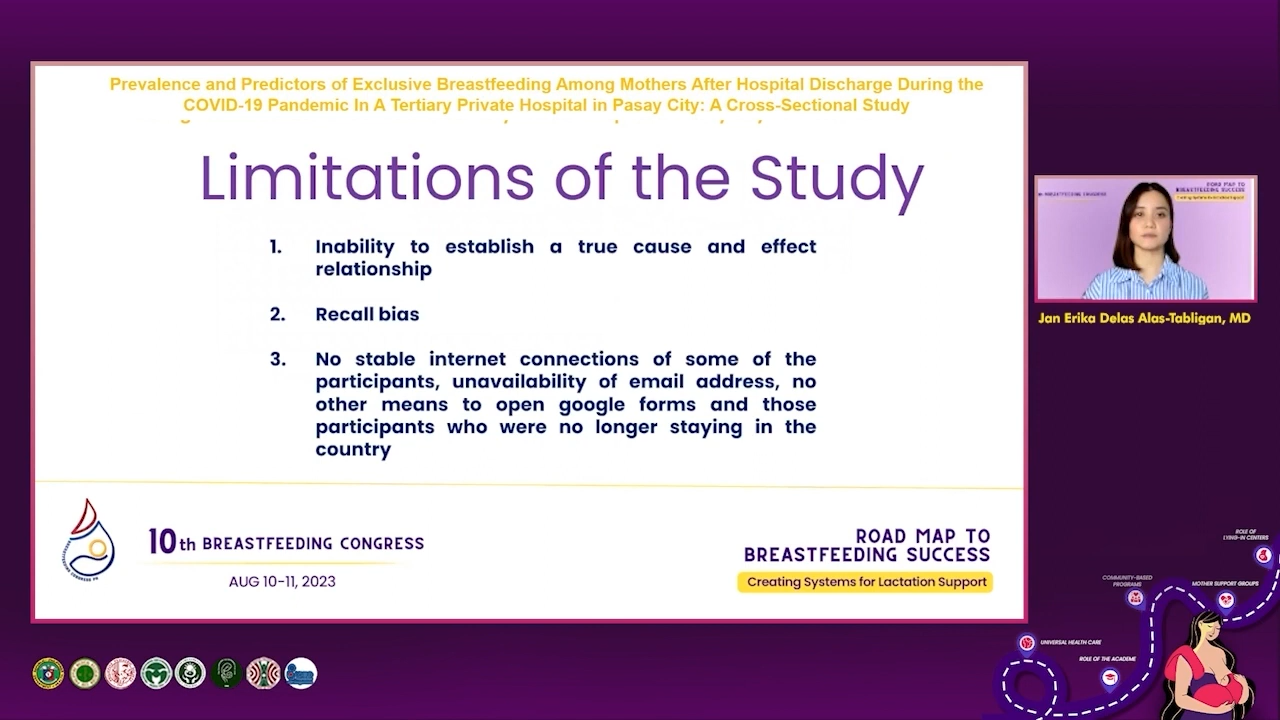 Prevalence and Predictors of Exclusive Breastfeeding Among Mothers After Hospital Discharge During the
COVID-19 Pandemic In A Tertiary Private Hospital in Pasay City: A Cross-Sectional Study
Limitations of the Study
1. Inability to establish a true cause and effect
relationship
2. Recall bias
3. No stable internet connections of some of the
participants, unavailability of email address, no
other means to open google forms and those
participants who were no longer staying in the
country
10th BREASTFEEDING CONGRESS
AUG 10-11, 2023
ROAD MAP TO
BREASTFEEDING SUCCESS
Creating Systems for Lactation Support
ROAD MAP TO
BREASTFEEDING SUCCESS
Jan Erika Delas Alas-Tabligan, MD
ROLE OF
LYING-IN CENTERS
COMMUNITY-BASED
PROGRAMS
MOTHER SUPPORT GROUPS
UNIVERSAL HEALTH CARE
ROLE OF THE ACADEME